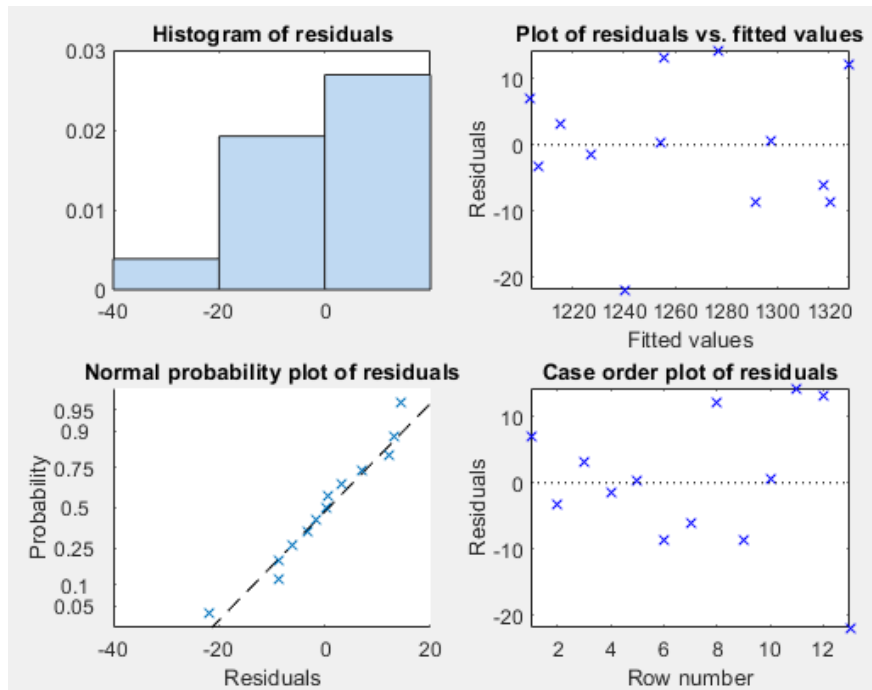 Histogram of residuals
0.03
0.02
0.01
0
-40 -20 0
Plot of residuals vs. fitted values
Residuals
10
0
-10
-20
1220 1240 1260 1280 1300 1320
Fitted values
Normal probability plot of residuals
Probability
0.95
0.9
0.75
0.5
0.25
0.1
0.05
-40 -20 0 20
Residuals
Case order plot of residuals
Residuals
10
0
-10
-20
2 4 6 8 10 12
Row number